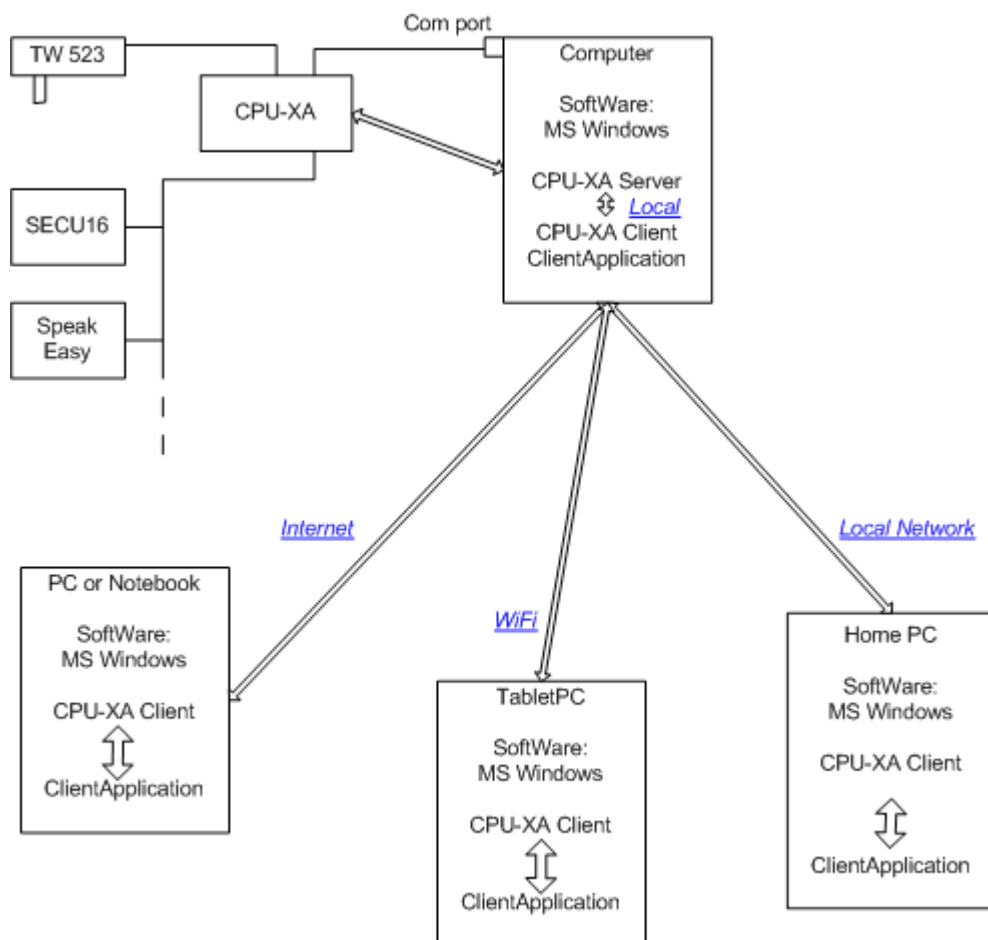 Com port
TW 523
CPU-XA
Computer
SoftWare:
MS Windows
CPU-XA Server
Local
CPU-XA Client
ClientApplication
SECU16
Speak
Easy
Internet
WiFi
Local Network
PC or Notebook
SoftWare:
MS Windows
CPU-XA Client
ClientApplication
TabletPC
SoftWare:
MS Windows
CPU-XA Client
ClientApplication
Home PC
SoftWare:
MS Windows
CPU-XA Client
ClientApplication